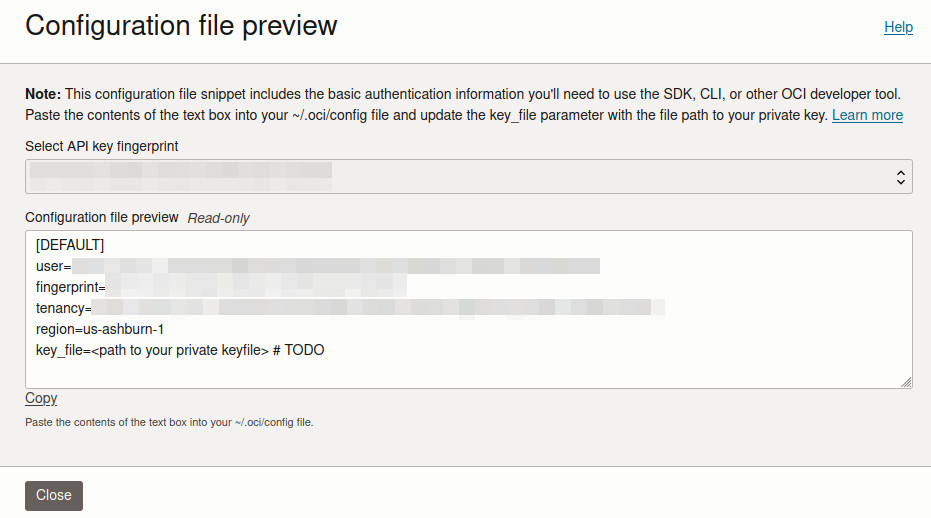 Configuration file preview
Help
Note: This configuration file snippet includes the basic authentication information you'll need to use the SDK, CLI, or other OCI developer tool.
Paste the contents of the text box into your ~/.oci/config file and update the key_file parameter with the file path to your private key. Learn more
Select API key fingerprint
Configuration file preview Read-only
[DEFAULT]
user=
fingerprint=
tenancy=
region=us-ashburn-1
key_file=<path to your private keyfile> # TODO
Copy
Paste the contents of the text box into your ~/.oci/config file.
Close